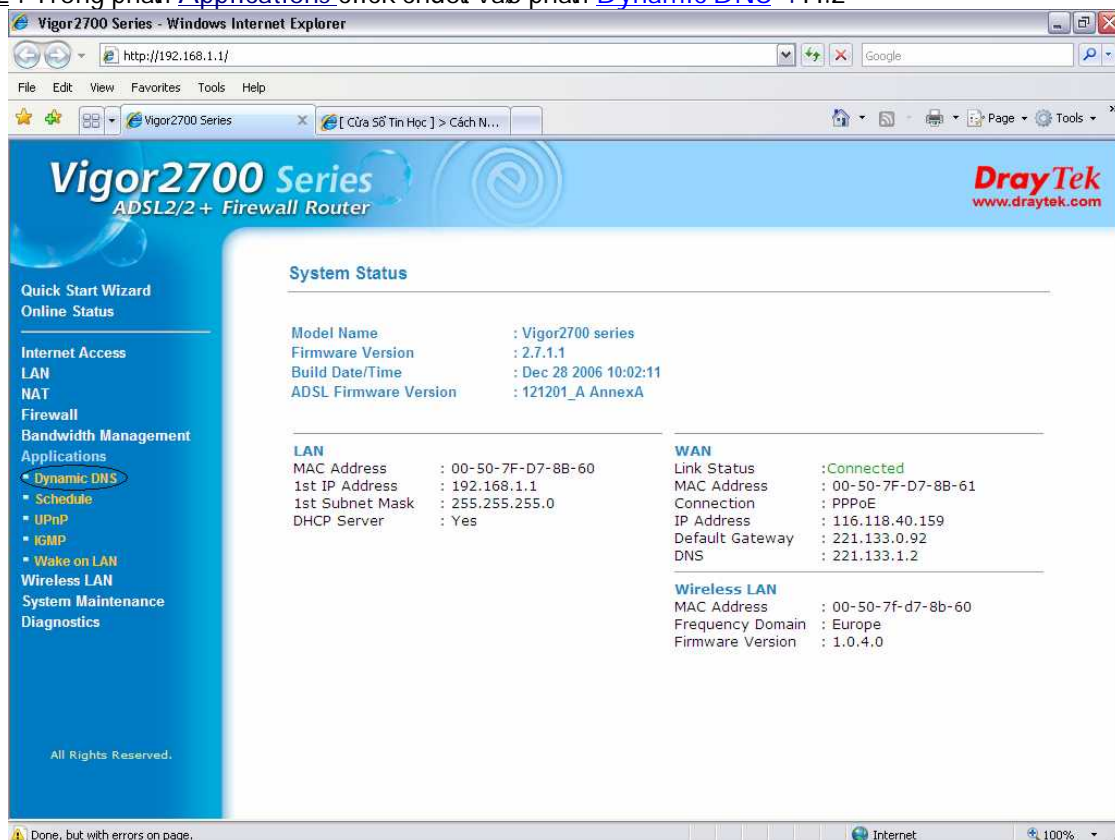 Trong phần Applications click chuột vào phần Dynamic DNS
Vigor2700 Series - Windows Internet Explorer
http://192.168.1.1/
Google
File Edit View Favorites Tools Help
Vigor2700 Series
[ Cửa Sổ Tin Học ] > Cách N...
Page Tools
Vigor2700 Series
ADSL2/2+ Firewall Router
DrayTek
www.draytek.com
Quick Start Wizard
Online Status
Internet Access
LAN
NAT
Firewall
Bandwidth Management
Applications
Dynamic DNS
Schedule
UPnP
IGMP
Wake on LAN
Wireless LAN
System Maintenance
Diagnostics
All Rights Reserved.
System Status
Model Name : Vigor2700 series
Firmware Version : 2.7.1.1
Build Date/Time : Dec 28 2006 10:02:11
ADSL Firmware Version : 121201_A AnnexA
LAN
MAC Address : 00-50-7F-D7-8B-60
1st IP Address : 192.168.1.1
1st Subnet Mask : 255.255.255.0
DHCP Server : Yes
WAN
Link Status :Connected
MAC Address : 00-50-7F-D7-8B-61
Connection : PPPoE
IP Address : 116.118.40.159
Default Gateway : 221.133.0.92
DNS : 221.133.1.2
Wireless LAN
MAC Address : 00-50-7f-d7-8b-60
Frequency Domain : Europe
Firmware Version : 1.0.4.0
Done, but with errors on page.
Internet
100%